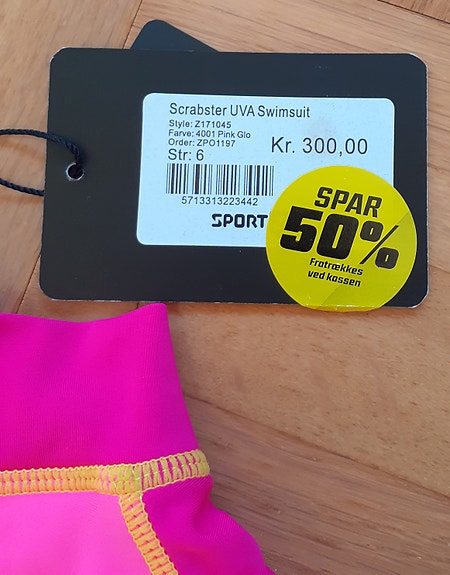 Scrabster UVA Swimsuit
Style: Z171045
Farve: 4001 Pink Glo
Order: ZPO1197
Kr. 300,00
Str: 6
5713313223442
SPORT
SPAR
50%
Fratrækkes
ved kassen